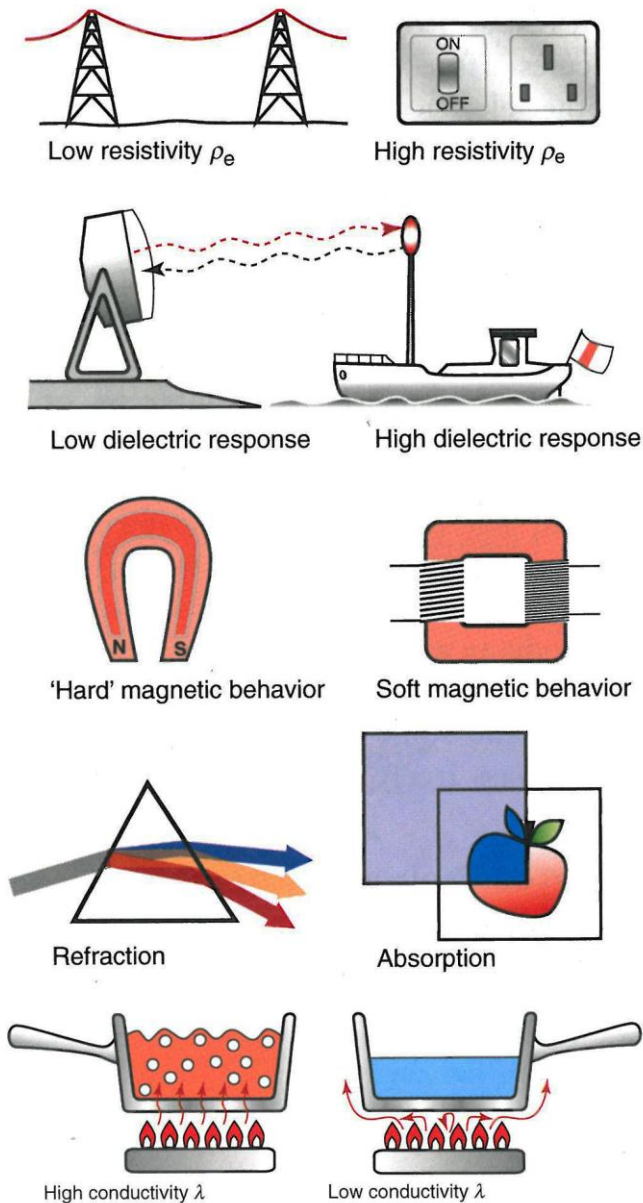 ON
OFF
Low resistivity ρe
High resistivity ρe
Low dielectric response
High dielectric response
N
S
‘Hard’ magnetic behavior
Soft magnetic behavior
Refraction
Absorption
High conductivity λ
Low conductivity λ